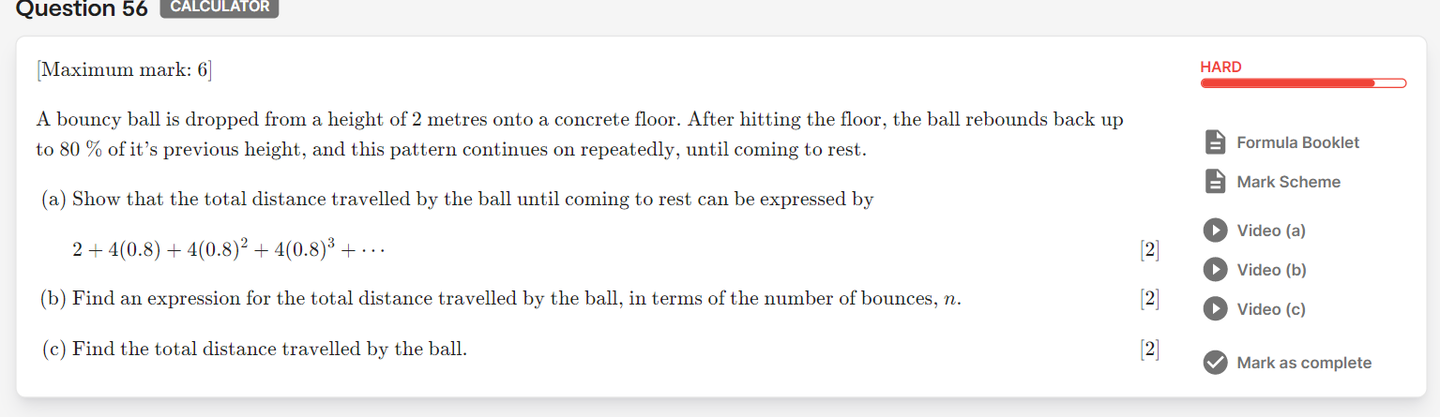 Question 56 CALCULATOR
[Maximum mark: 6]
HARD
A bouncy ball is dropped from a height of 2 metres onto a concrete floor. After hitting the floor, the ball rebounds back up
to 80 % of it’s previous height, and this pattern continues on repeatedly, until coming to rest.
(a) Show that the total distance travelled by the ball until coming to rest can be expressed by
2 + 4(0.8) + 4(0.8)² + 4(0.8)³ + ··· [2]
(b) Find an expression for the total distance travelled by the ball, in terms of the number of bounces, n. [2]
(c) Find the total distance travelled by the ball. [2]
Formula Booklet
Mark Scheme
Video (a)
Video (b)
Video (c)
Mark as complete